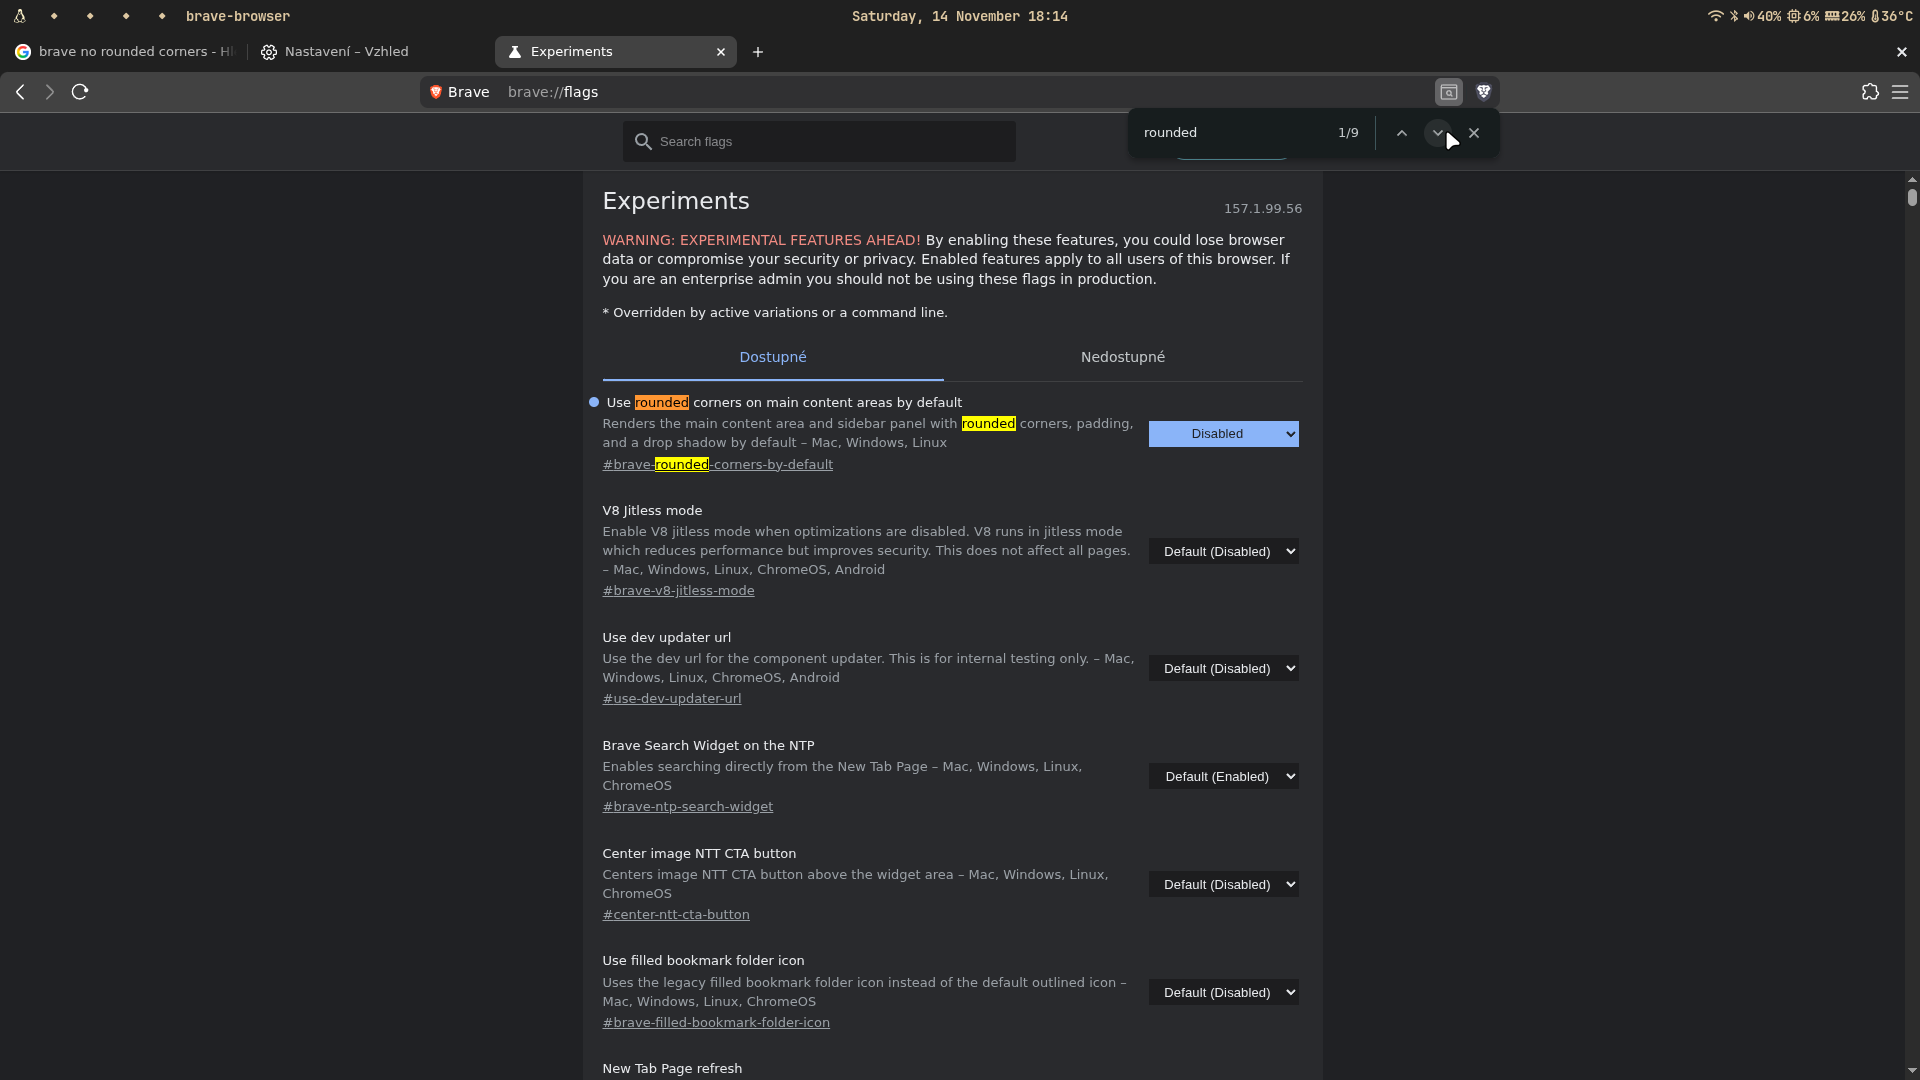 brave-browser
Saturday, 14 November 18:14
40% 6% 26% 36°C
brave no rounded corners - Hl
Nastavení – Vzhled
Experiments
Brave brave://flags
rounded 1/9
Search flags
Experiments
157.1.99.56
WARNING: EXPERIMENTAL FEATURES AHEAD! By enabling these features, you could lose browser
data or compromise your security or privacy. Enabled features apply to all users of this browser. If
you are an enterprise admin you should not be using these flags in production.
* Overridden by active variations or a command line.
Dostupné
Nedostupné
Use rounded corners on main content areas by default
Renders the main content area and sidebar panel with rounded corners, padding,
and a drop shadow by default – Mac, Windows, Linux
#brave-rounded-corners-by-default
Disabled
V8 Jitless mode
Enable V8 jitless mode when optimizations are disabled. V8 runs in jitless mode
which reduces performance but improves security. This does not affect all pages.
– Mac, Windows, Linux, ChromeOS, Android
#brave-v8-jitless-mode
Default (Disabled)
Use dev updater url
Use the dev url for the component updater. This is for internal testing only. – Mac,
Windows, Linux, ChromeOS, Android
#use-dev-updater-url
Default (Disabled)
Brave Search Widget on the NTP
Enables searching directly from the New Tab Page – Mac, Windows, Linux,
ChromeOS
#brave-ntp-search-widget
Default (Enabled)
Center image NTT CTA button
Centers image NTT CTA button above the widget area – Mac, Windows, Linux,
ChromeOS
#center-ntt-cta-button
Default (Disabled)
Use filled bookmark folder icon
Uses the legacy filled bookmark folder icon instead of the default outlined icon –
Mac, Windows, Linux, ChromeOS
#brave-filled-bookmark-folder-icon
Default (Disabled)
New Tab Page refresh